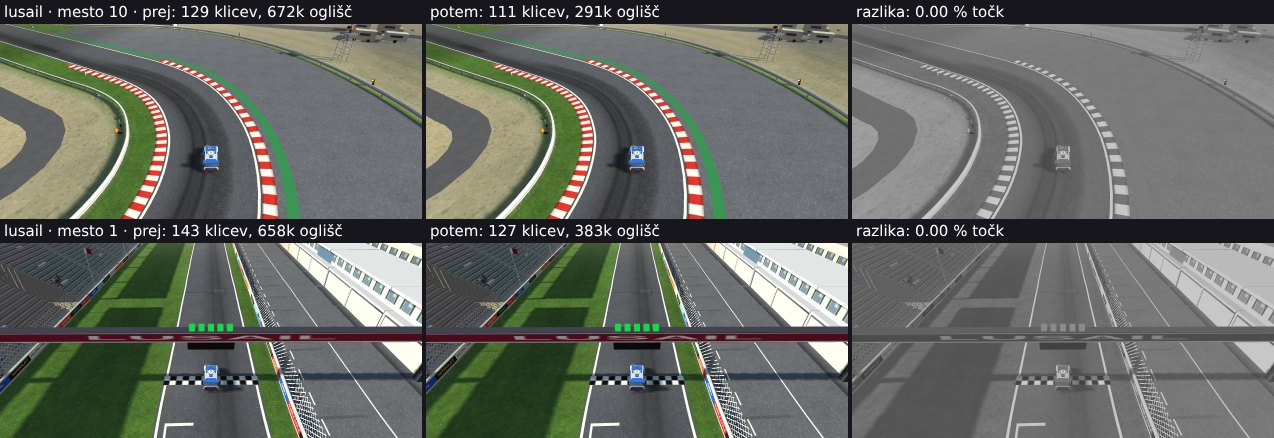 lusail · mesto 10 · prej: 129 klicev, 672k oglišč
potem: 111 klicev, 291k oglišč
razlika: 0.00 % točk
lusail · mesto 1 · prej: 143 klicev, 658k oglišč
potem: 127 klicev, 383k oglišč
razlika: 0.00 % točk
LUSAIL
LUSAIL
LUSAIL